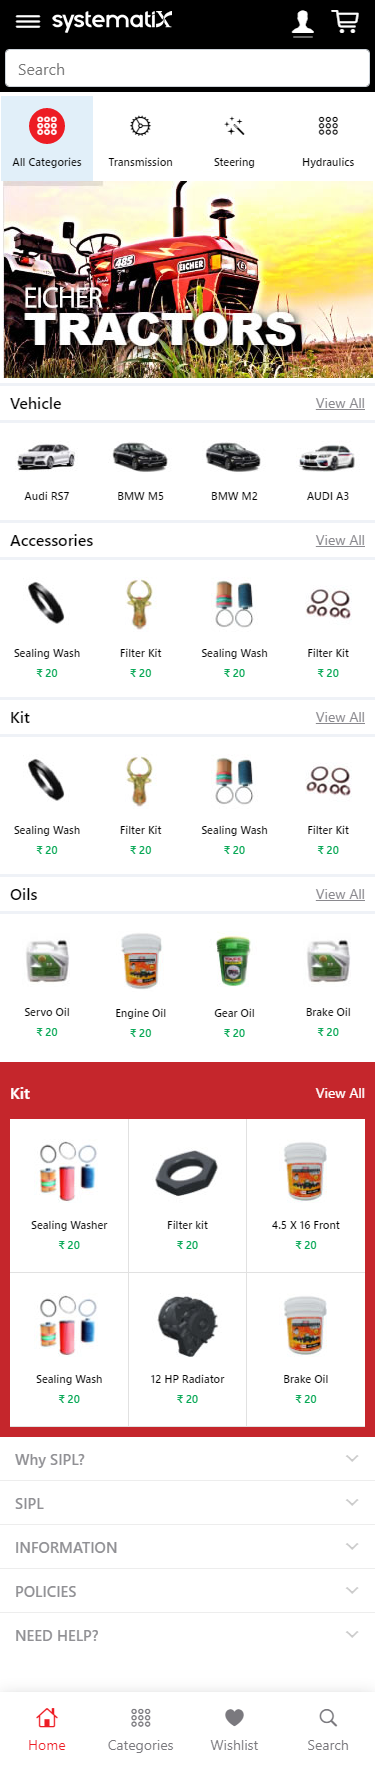 systematiX
Search
All Categories
Transmission
Steering
Hydraulics
485
EICHER
EICHER
TRACTORS
Vehicle
View All
Audi RS7
BMW M5
BMW M2
AUDI A3
Accessories
View All
Sealing Wash
Filter Kit
Sealing Wash
Filter Kit
₹ 20
₹ 20
₹ 20
₹ 20
Kit
View All
Sealing Wash
Filter Kit
Sealing Wash
Filter Kit
₹ 20
₹ 20
₹ 20
₹ 20
Oils
View All
Servo Oil
Engine Oil
Gear Oil
Brake Oil
₹ 20
₹ 20
₹ 20
₹ 20
Kit
View All
Sealing Washer
Filter kit
4.5 X 16 Front
₹ 20
₹ 20
₹ 20
Sealing Wash
12 HP Radiator
Brake Oil
₹ 20
₹ 20
₹ 20
Why SIPL?
SIPL
INFORMATION
POLICIES
NEED HELP?
Home
Categories
Wishlist
Search